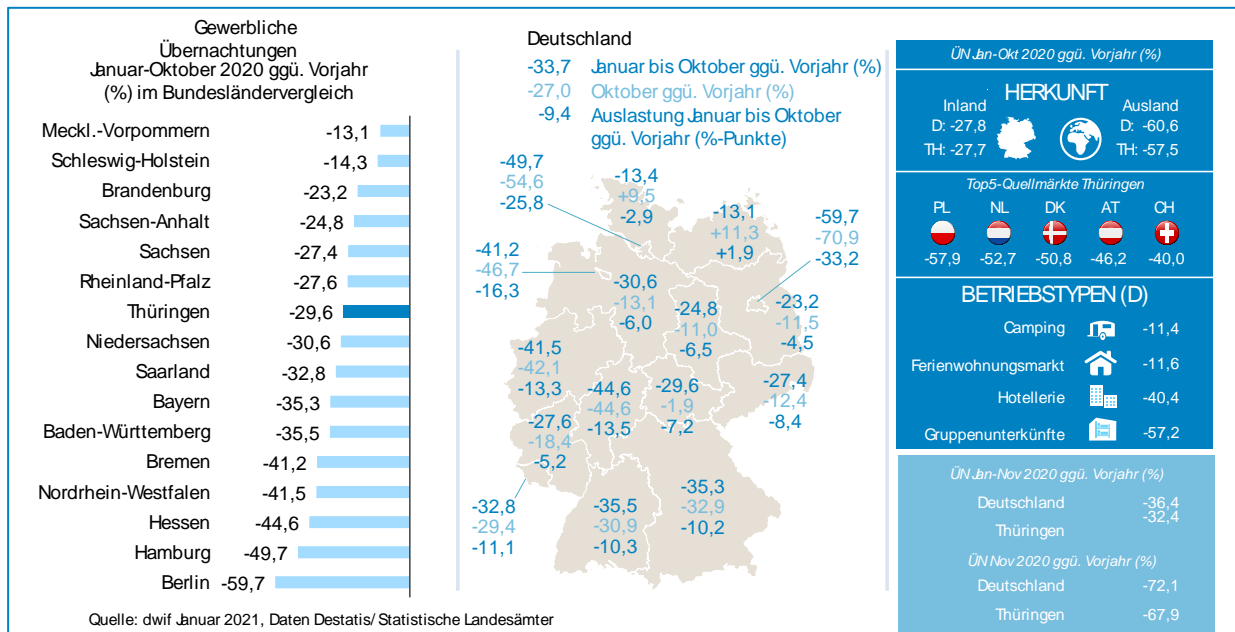 Gewerbliche
Übernachtungen
Januar-Oktober 2020 ggü. Vorjahr
(%) im Bundesländervergleich
Meckl.-Vorpommern -13,1
Schleswig-Holstein -14,3
Brandenburg -23,2
Sachsen-Anhalt -24,8
Sachsen -27,4
Rheinland-Pfalz -27,6
Thüringen -29,6
Niedersachsen -30,6
Saarland -32,8
Bayern -35,3
Baden-Württemberg -35,5
Bremen -41,2
Nordrhein-Westfalen -41,5
Hessen -44,6
Hamburg -49,7
Berlin -59,7
Quelle: dwif Januar 2021, Daten Destatis/ Statistische Landesämter
Deutschland
-33,7 Januar bis Oktober ggü. Vorjahr (%)
-27,0 Oktober ggü. Vorjahr (%)
-9,4 Auslastung Januar bis Oktober
ggü. Vorjahr (%-Punkte)
-49,7
-54,6
-25,8
-13,4
+9,5
-2,9
-13,1
+11,3
+1,9
-59,7
-70,9
-33,2
-41,2
-46,7
-16,3
-30,6
-13,1
-6,0
-24,8
-11,0
-6,5
-23,2
-11,5
-4,5
-41,5
-42,1
-13,3
-44,6
-44,6
-13,5
-29,6
-1,9
-7,2
-27,4
-12,4
-8,4
-27,6
-18,4
-5,2
-32,8
-29,4
-11,1
-35,5
-30,9
-10,3
-35,3
-32,9
-10,2
ÜN Jan-Okt 2020 ggü. Vorjahr (%)
HERKUNFT
Inland
D: -27,8
TH: -27,7
Ausland
D: -60,6
TH: -57,5
Top5-Quellmärkte Thüringen
PL NL DK AT CH
-57,9 -52,7 -50,8 -46,2 -40,0
BETRIEBSTYPEN (D)
Camping -11,4
Ferienwohnungsmarkt -11,6
Hotellerie -40,4
Gruppenunterkünfte -57,2
ÜN Jan-Nov 2020 ggü. Vorjahr (%)
Deutschland -36,4
Thüringen -32,4
ÜN Nov 2020 ggü. Vorjahr (%)
Deutschland -72,1
Thüringen -67,9